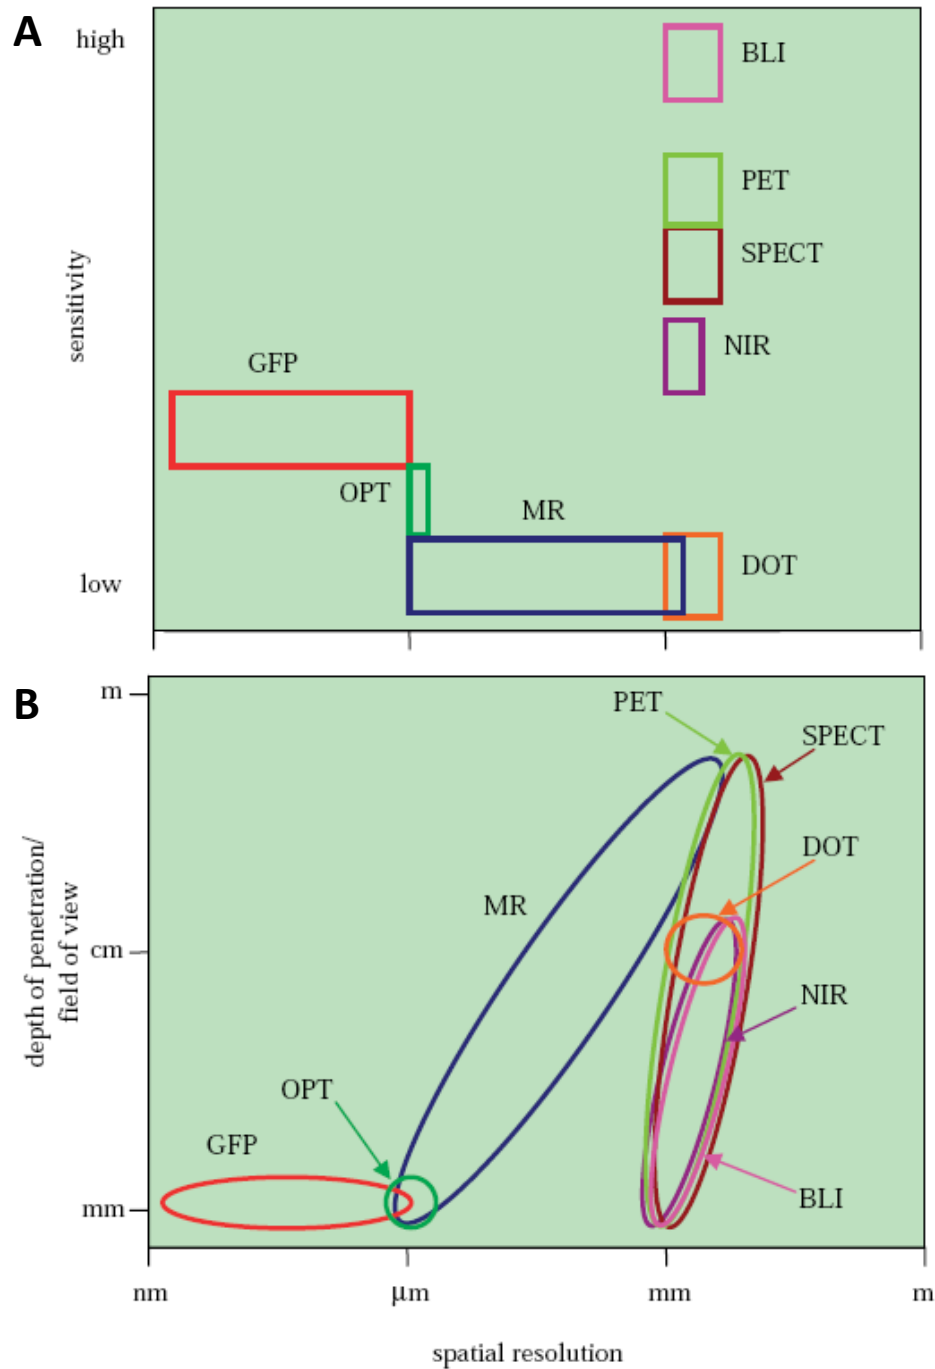 A
high
BLI
PET
SPECT
sensitivity
NIR
GFP
OPT
MR
DOT
low
B
m
PET
SPECT
DOT
MR
depth of penetration/
field of view
cm
NIR
OPT
GFP
BLI
mm
nm
μm
mm
m
spatial resolution